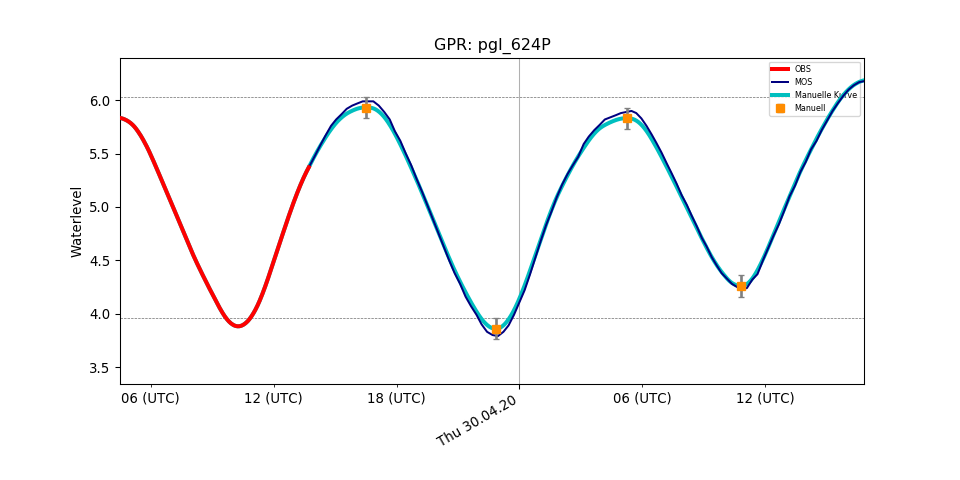 GPR: pgl_624P
OBS
MOS
Manuelle Kurve
Manuell
Waterlevel
6.0
5.5
5.0
4.5
4.0
3.5
06 (UTC)
12 (UTC)
18 (UTC)
Thu 30.04.20
06 (UTC)
12 (UTC)